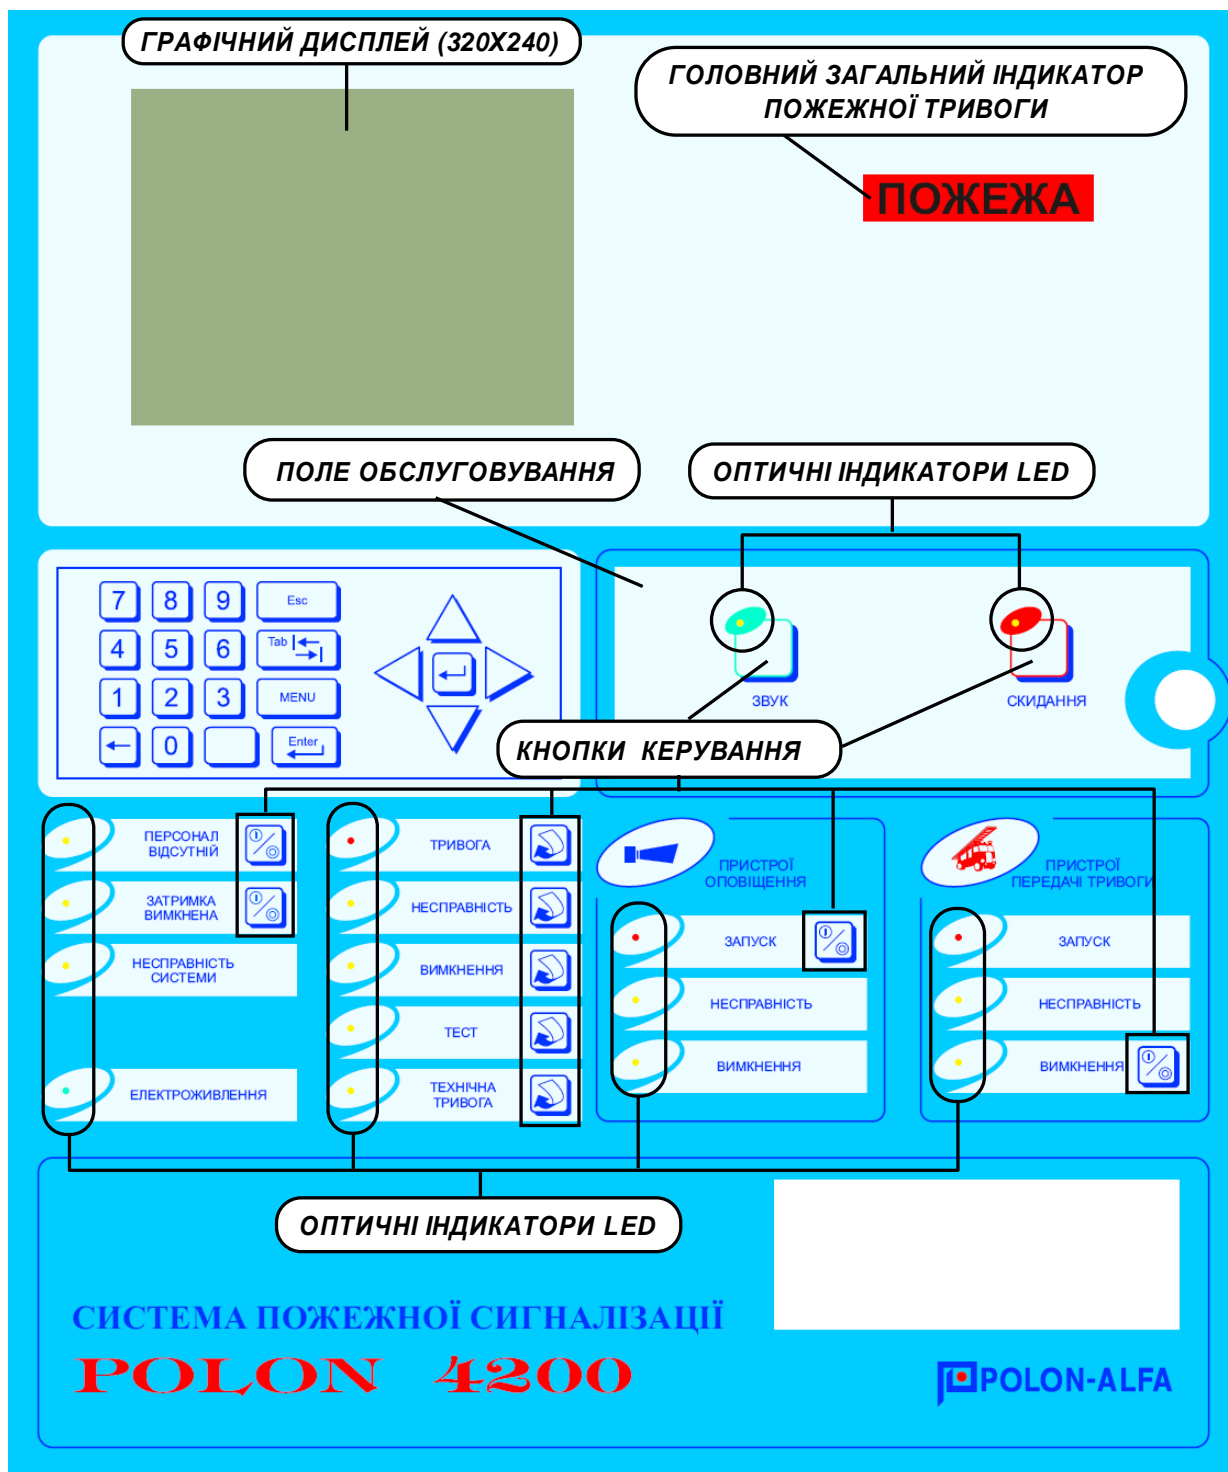 ГРАФІЧНИЙ ДИСПЛЕЙ (320X240)
ГОЛОВНИЙ ЗАГАЛЬНИЙ ІНДИКАТОР
ПОЖЕЖНОЇ ТРИВОГИ
ПОЖЕЖА
ПОЛЕ ОБСЛУГОВУВАННЯ
ОПТИЧНІ ІНДИКАТОРИ LED
7 8 9 Esc
4 5 6 Tab
1 2 3 MENU
0 Enter
ЗВУК
СКИДАННЯ
КНОПКИ КЕРУВАННЯ
ПЕРСОНАЛ
ВІДСУТНІЙ
ЗАТРИМКА
ВИМКНЕНА
НЕСПРАВНІСТЬ
СИСТЕМИ
ЕЛЕКТРОЖИВЛЕННЯ
ТРИВОГА
НЕСПРАВНІСТЬ
ВИМКНЕННЯ
ТЕСТ
ТЕХНІЧНА
ТРИВОГА
ПРИСТРОЇ
ОПОВІЩЕННЯ
ЗАПУСК
НЕСПРАВНІСТЬ
ВИМКНЕННЯ
ПРИСТРОЇ
ПЕРЕДАЧІ ТРИВОГИ
ЗАПУСК
НЕСПРАВНІСТЬ
ВИМКНЕННЯ
ОПТИЧНІ ІНДИКАТОРИ LED
СИСТЕМА ПОЖЕЖНОЇ СИГНАЛІЗАЦІЇ
POLON 4200
POLON-ALFA